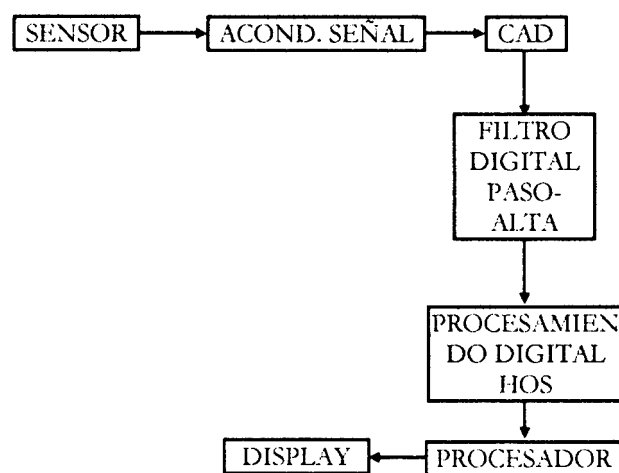 SENSOR
ACOND. SEÑAL
CAD
FILTRO
DIGITAL
PASO-
ALTA
PROCESAMIEN
DO DIGITAL
HOS
PROCESADOR
DISPLAY